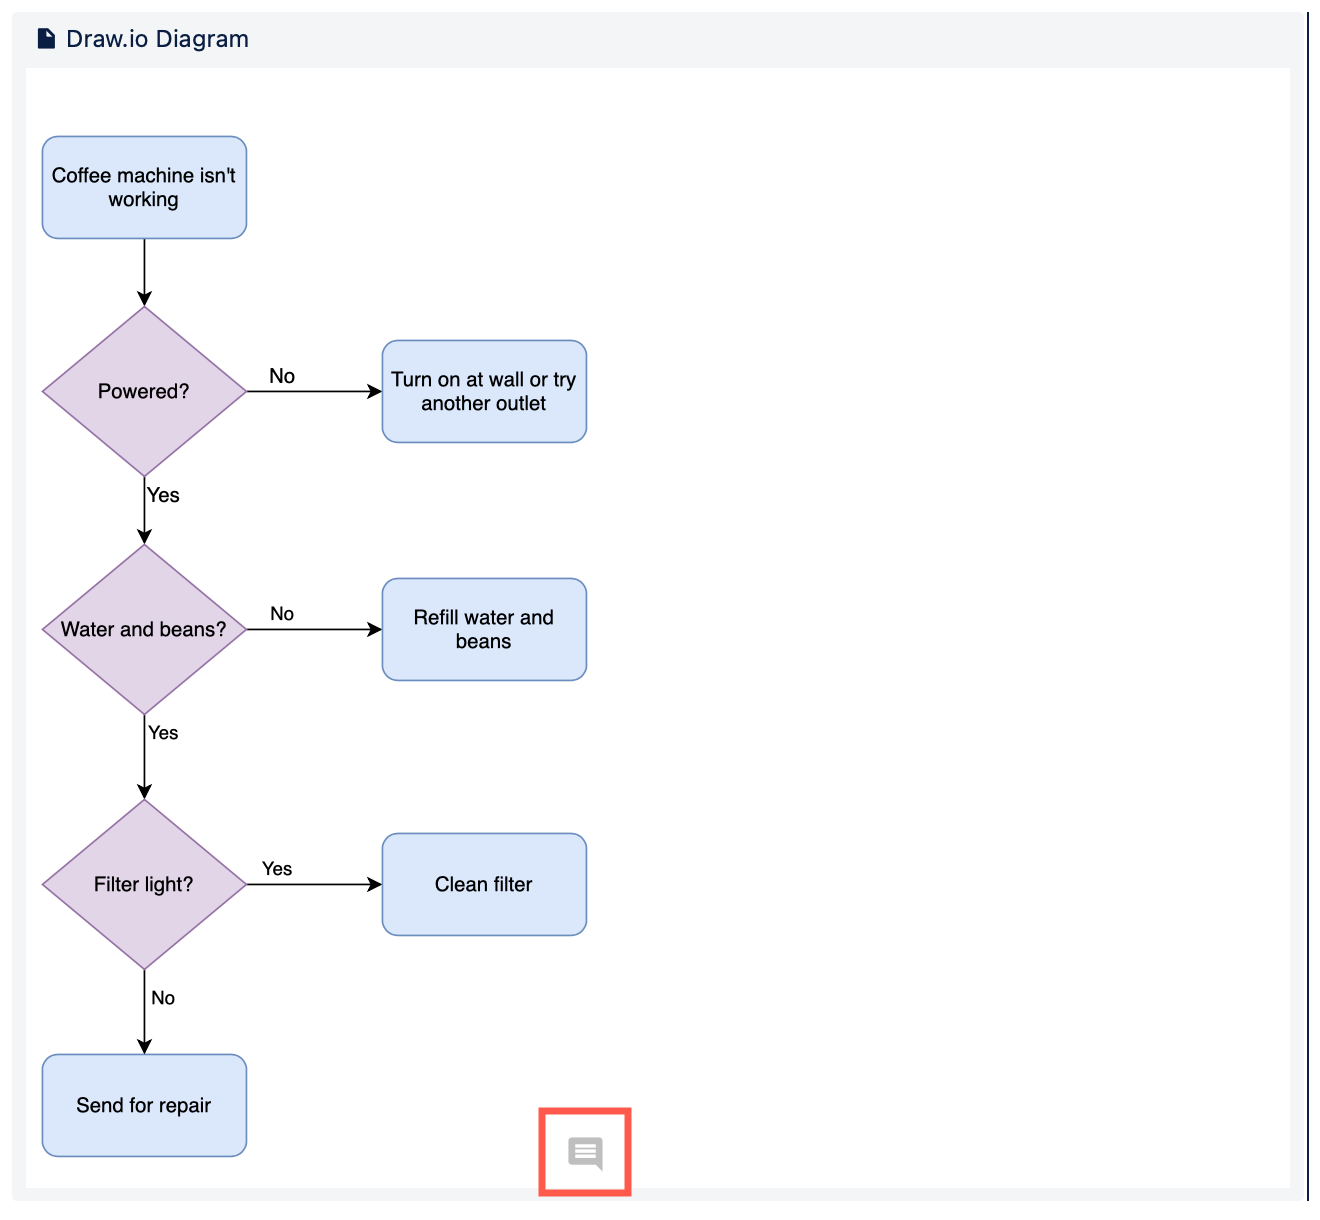 Draw.io Diagram
Coffee machine isn't
working
Powered?
No
Turn on at wall or try
another outlet
Yes
Water and beans?
No
Refill water and
beans
Yes
Filter light?
Yes
Clean filter
No
Send for repair